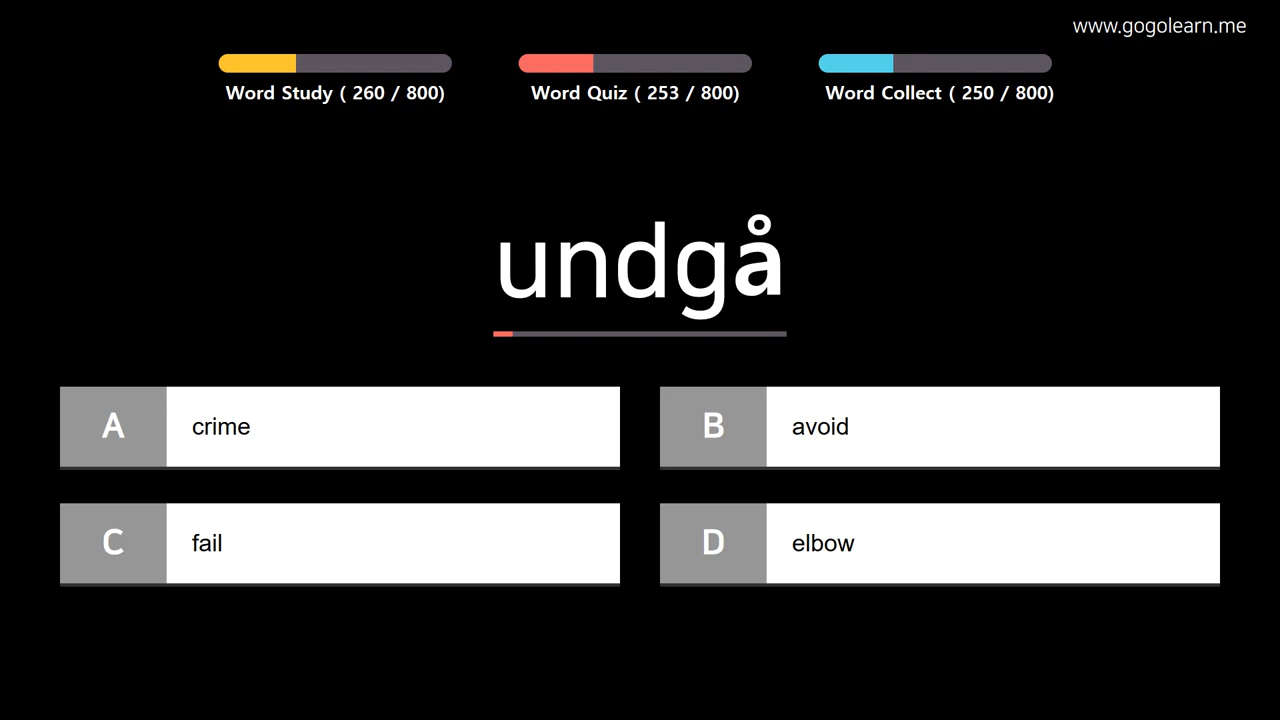 www.gogolearn.me
Word Study ( 260 / 800)
Word Quiz ( 253 / 800)
Word Collect ( 250 / 800)
undgå
A crime
B avoid
C fail
D elbow